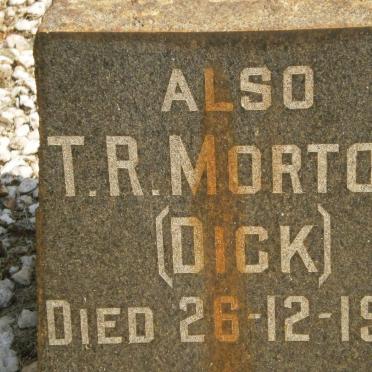 ALSO
T.R. MORTO
(DICK)
DIED 26-12-19